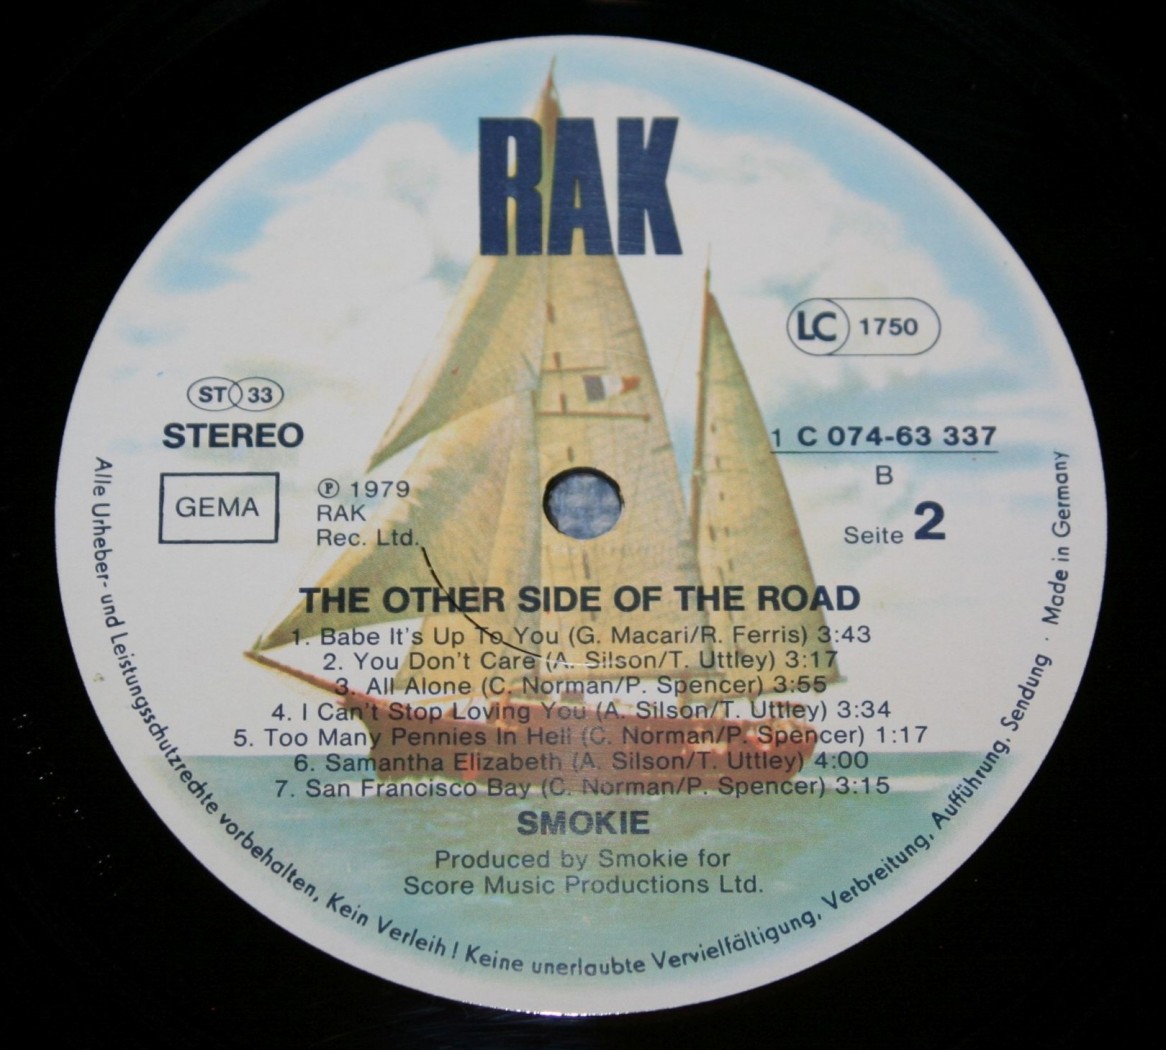 RAK
LC 1750
ST 33
STEREO
1 C 074-63 337
B
GEMA
℗ 1979
RAK
Rec. Ltd.
Seite 2
THE OTHER SIDE OF THE ROAD
1. Babe It's Up To You (G. Macari/R. Ferris) 3:43
2. You Don't Care (A. Silson/T. Uttley) 3:17
3. All Alone (C. Norman/P. Spencer) 3:55
4. I Can't Stop Loving You (A. Silson/T. Uttley) 3:34
5. Too Many Pennies In Hell (C. Norman/P. Spencer) 1:17
6. Samantha Elizabeth (A. Silson/T. Uttley) 4:00
7. San Francisco Bay (C. Norman/P. Spencer) 3:15
SMOKIE
Produced by Smokie for
Score Music Productions Ltd.
Alle Urheber- und Leistungsschutzrechte vorbehalten, Kein Verleih! Keine unerlaubte Vervielfältigung, Verbreitung, Aufführung, Sendung · Made in Germany